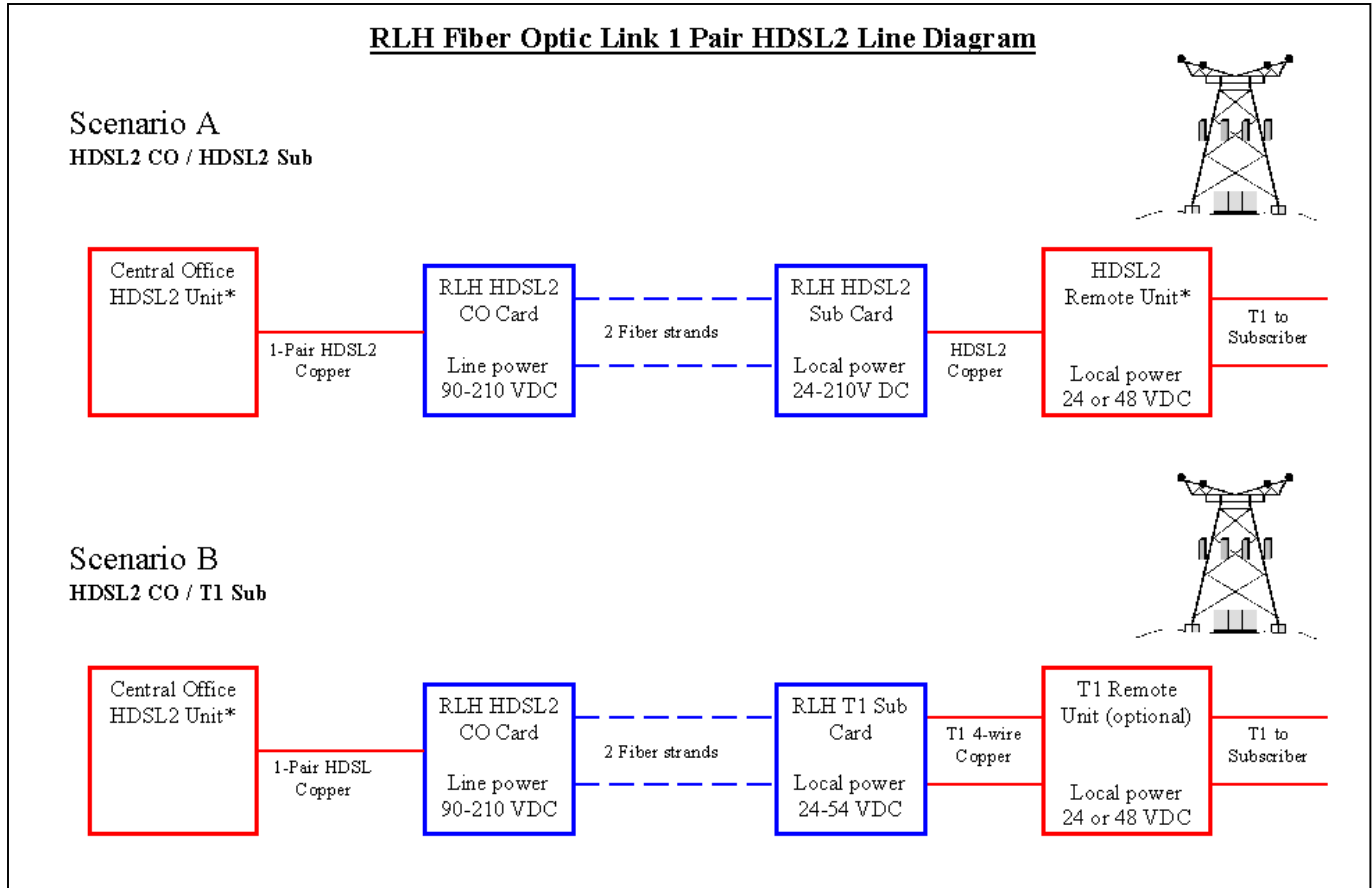 RLH Fiber Optic Link 1 Pair HDSL2 Line Diagram
Scenario A
HDSL2 CO / HDSL2 Sub
Central Office
HDSL2 Unit*
1-Pair HDSL2
Copper
RLH HDSL2
CO Card
Line power
90-210 VDC
2 Fiber strands
RLH HDSL2
Sub Card
Local power
24-210V DC
HDSL2
Copper
HDSL2
Remote Unit*
Local power
24 or 48 VDC
T1 to
Subscriber
Scenario B
HDSL2 CO / T1 Sub
Central Office
HDSL2 Unit*
1-Pair HDSL
Copper
RLH HDSL2
CO Card
Line power
90-210 VDC
2 Fiber strands
RLH T1 Sub
Card
Local power
24-54 VDC
T1 4-wire
Copper
T1 Remote
Unit (optional)
Local power
24 or 48 VDC
T1 to
Subscriber